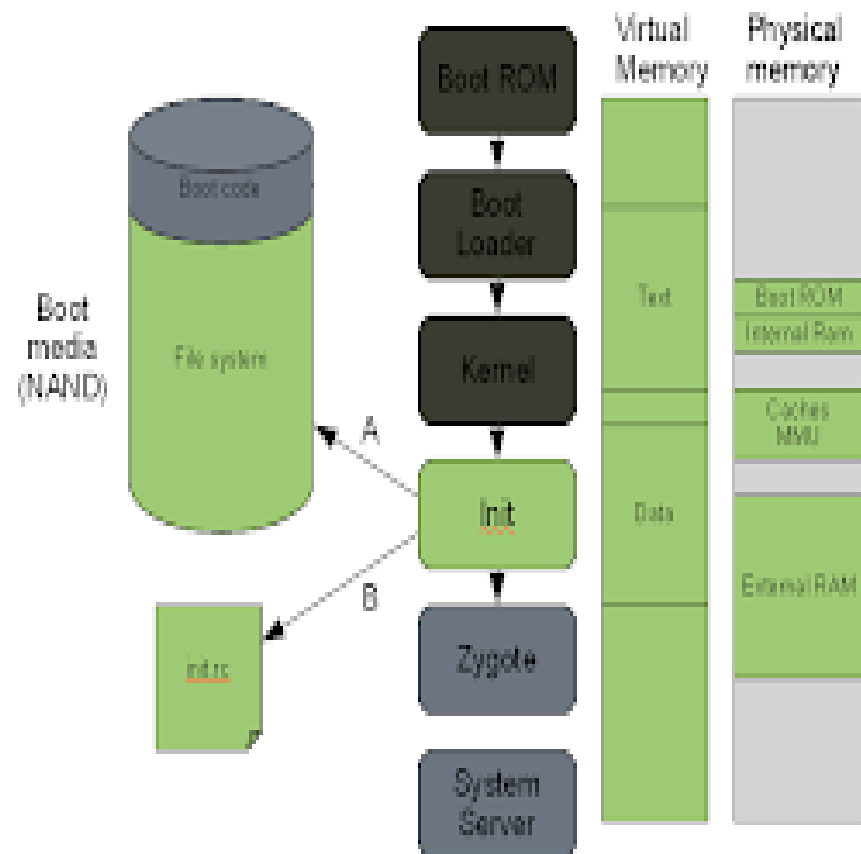 Virtual
Memory
Physical
memory
Boot ROM
Boot code
Boot
Loader
Boot
media
(NAND)
File system
Kernel
Text
Boot ROM
Internal Ram
Caches
MMU
A
Init
Data
B
External RAM
init.rc
Zygote
System
Server